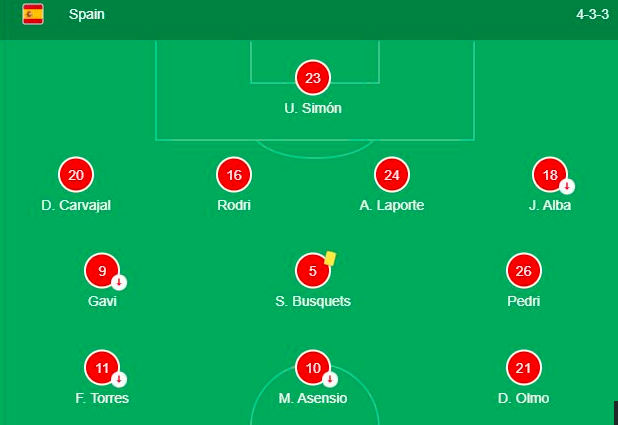 Spain 4-3-3
23
U. Simón
20 16 24 18
D. Carvajal Rodri A. Laporte J. Alba
9 5 26
Gavi S. Busquets Pedri
11 10 21
F. Torres M. Asensio D. Olmo